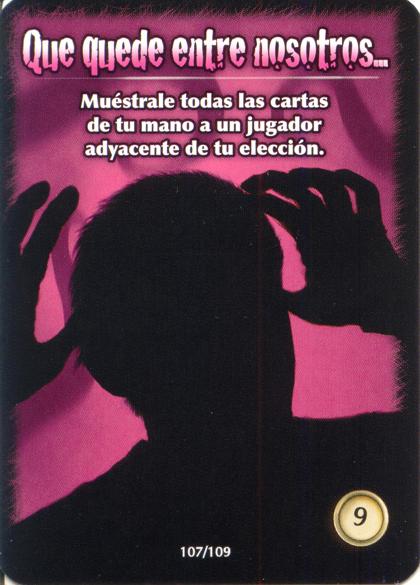 Que quede entre nosotros...
Muéstrale todas las cartas
de tu mano a un jugador
adyacente de tu elección.
9
107/109